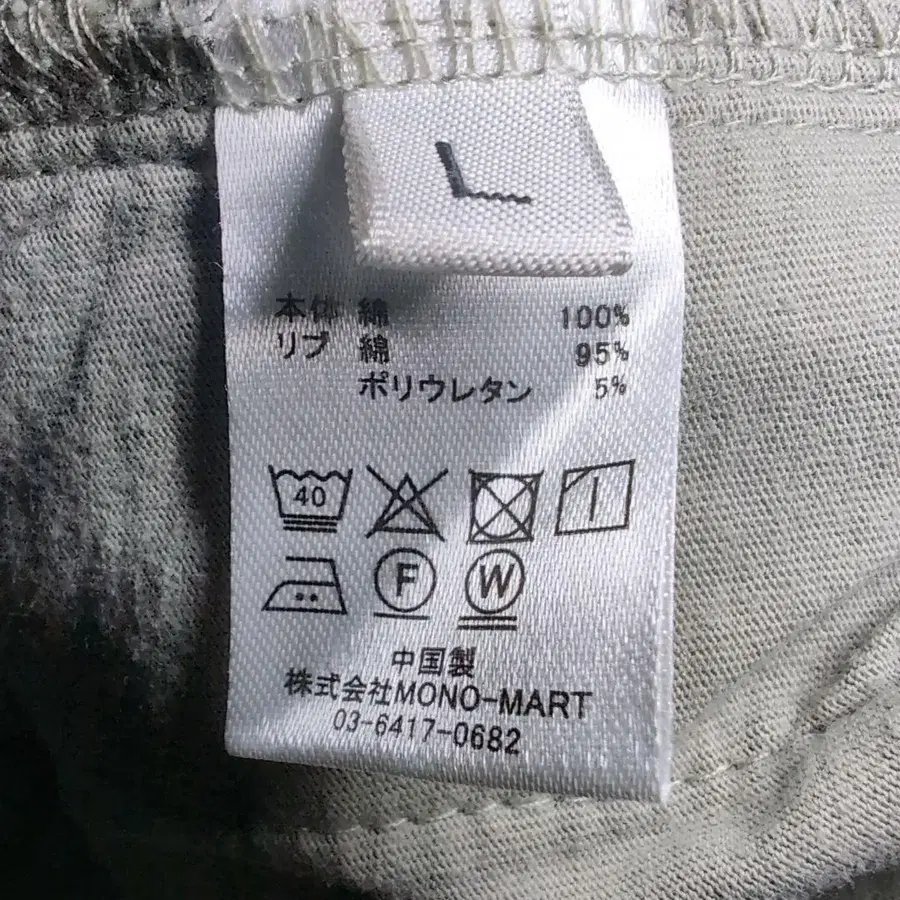 L
本体 綿 100%
リブ 綿 95%
ポリウレタン 5%
40
F W
中国製
株式会社MONO-MART
03-6417-0682